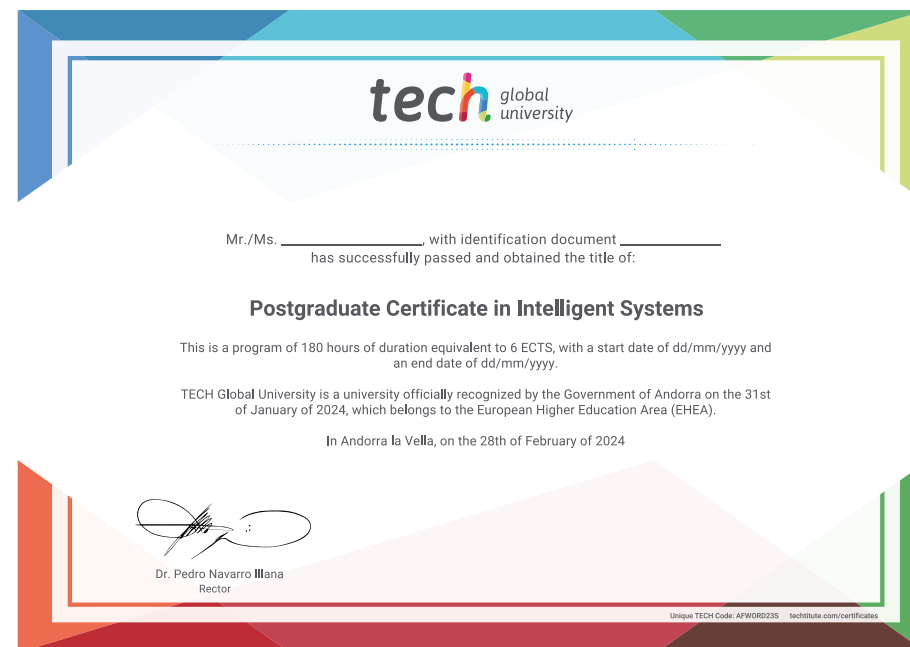 tech global university
Mr./Ms. ________________, with identification document ____________
has successfully passed and obtained the title of:
Postgraduate Certificate in Intelligent Systems
This is a program of 180 hours of duration equivalent to 6 ECTS, with a start date of dd/mm/yyyy and
an end date of dd/mm/yyyy.
TECH Global University is a university officially recognized by the Government of Andorra on the 31st
of January of 2024, which belongs to the European Higher Education Area (EHEA).
In Andorra la Vella, on the 28th of February of 2024
Dr. Pedro Navarro Illana
Rector
Unique TECH Code: AFWORD23S techtitute.com/certificates